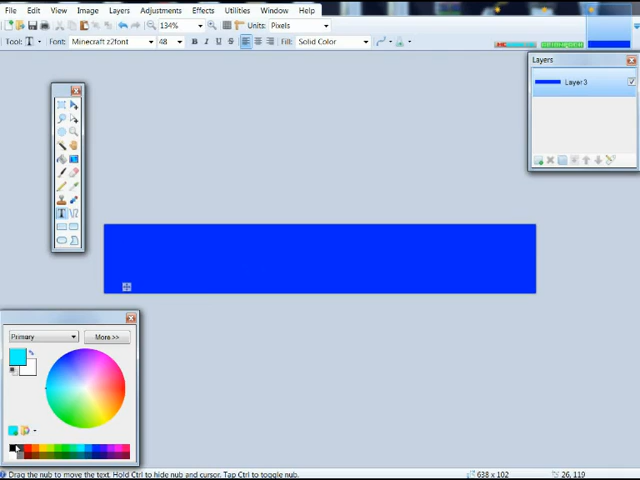 File Edit View Image Layers Adjustments Effects Utilities Window Help
134% Units: Pixels
Tool: T Font: Minecraft z2font 48 B I U S Fill: Solid Color
Layers
Layer 3
Primary More >>
Drag the nub to move the text. Hold Ctrl to hide nub and cursor. Tap Ctrl to toggle nub. 638 x 102 26, 119